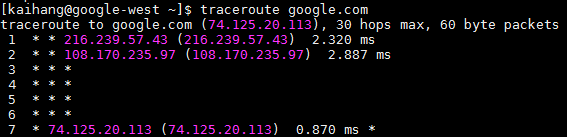 [kaihang@google-west ~]$ traceroute google.com
traceroute to google.com (74.125.20.113), 30 hops max, 60 byte packets
 1  * * 216.239.57.43 (216.239.57.43)  2.320 ms
 2  * * 108.170.235.97 (108.170.235.97)  2.887 ms
 3  * * *
 4  * * *
 5  * * *
 6  * * *
 7  * 74.125.20.113 (74.125.20.113)  0.870 ms *